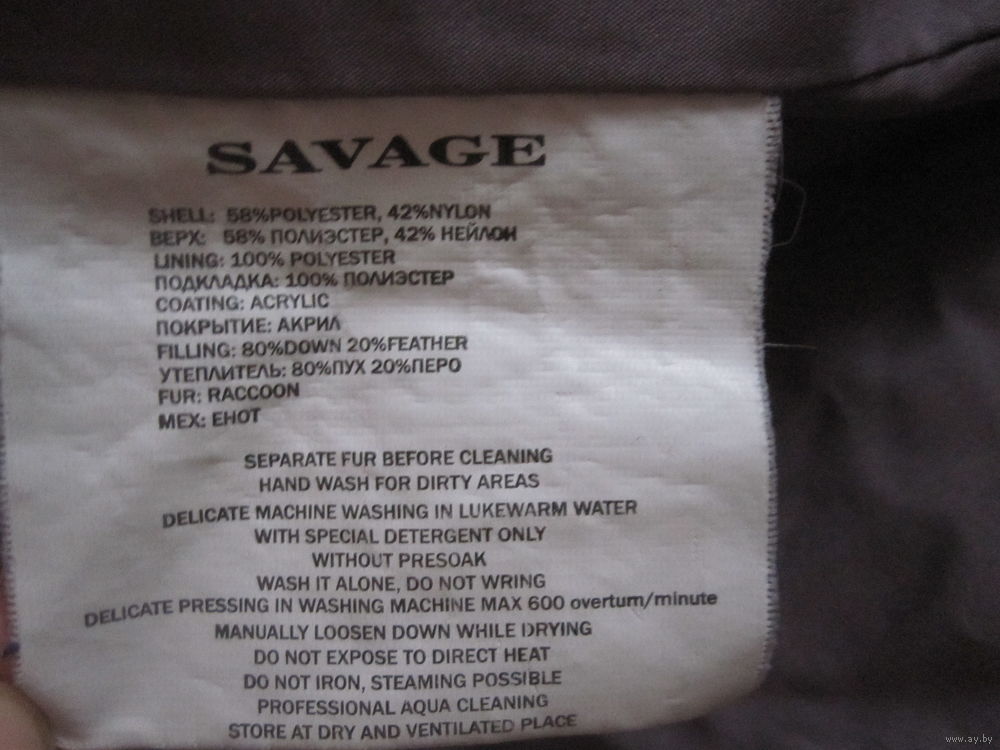 SAVAGE
SHELL: 58%POLYESTER, 42%NYLON
ВЕРХ: 58% ПОЛИЭСТЕР, 42% НЕЙЛОН
LINING: 100% POLYESTER
ПОДКЛАДКА: 100% ПОЛИЭСТЕР
COATING: ACRYLIC
ПОКРЫТИЕ: АКРИЛ
FILLING: 80%DOWN 20%FEATHER
УТЕПЛИТЕЛЬ: 80%ПУХ 20%ПЕРО
FUR: RACCOON
МЕХ: ЕНОТ
SEPARATE FUR BEFORE CLEANING
HAND WASH FOR DIRTY AREAS
DELICATE MACHINE WASHING IN LUKEWARM WATER
WITH SPECIAL DETERGENT ONLY
WITHOUT PRESOAK
WASH IT ALONE, DO NOT WRING
DELICATE PRESSING IN WASHING MACHINE MAX 600 overturn/minute
MANUALLY LOOSEN DOWN WHILE DRYING
DO NOT EXPOSE TO DIRECT HEAT
DO NOT IRON, STEAMING POSSIBLE
PROFESSIONAL AQUA CLEANING
STORE AT DRY AND VENTILATED PLACE
www.ay.by